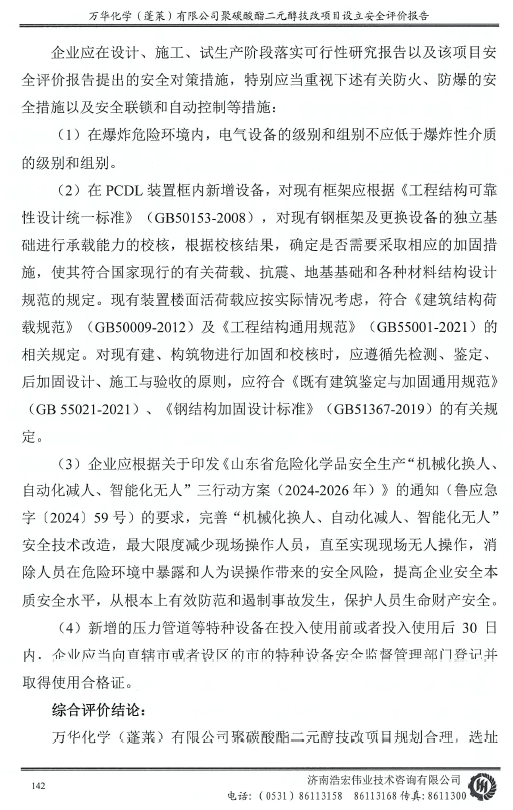 万华化学（蓬莱）有限公司聚碳酸酯二元醇技改项目设立安全评价报告
企业应在设计、施工、试生产阶段落实可行性研究报告以及该项目安
全评价报告提出的安全对策措施，特别应当重视下述有关防火、防爆的安
全措施以及安全联锁和自动控制等措施：
（1）在爆炸危险环境内，电气设备的级别和组别不应低于爆炸性介质
的级别和组别。
（2）在 PCDL 装置框内新增设备，对现有框架应根据《工程结构可靠
性设计统一标准》（GB50153-2008），对现有钢框架及更换设备的独立基
础进行承载能力的校核，根据校核结果，确定是否需要采取相应的加固措
施，使其符合国家现行的有关荷载、抗震、地基基础和各种材料结构设计
规范的规定。现有装置楼面活荷载应按实际情况考虑，符合《建筑结构荷
载规范》（GB50009-2012）及《工程结构通用规范》（GB55001-2021）的
相关规定。对现有建、构筑物进行加固和校核时，应遵循先检测、鉴定、
后加固设计、施工与验收的原则，应符合《既有建筑鉴定与加固通用规范》
（GB 55021-2021）、《钢结构加固设计标准》（GB51367-2019）的有关规
定。
（3）企业应根据关于印发《山东省危险化学品安全生产“机械化换人、
自动化减人、智能化无人”三行动方案（2024-2026 年）》的通知（鲁应急
字〔2024〕59 号）的要求，完善“机械化换人、自动化减人、智能化无人”
安全技术改造，最大限度减少现场操作人员，直至实现现场无人操作，消
除人员在危险环境中暴露和人为误操作带来的安全风险，提高企业安全本
质安全水平，从根本上有效防范和遏制事故发生，保护人员生命财产安全。
（4）新增的压力管道等特种设备在投入使用前或者投入使用后 30 日
内，企业应当向直辖市或者设区的市的特种设备安全监督管理部门登记并
取得使用合格证。
综合评价结论：
万华化学（蓬莱）有限公司聚碳酸酯二元醇技改项目规划合理，选址
142
济南浩宏伟业技术咨询有限公司
电话：（0531）86113158 86113168 传真：8611300